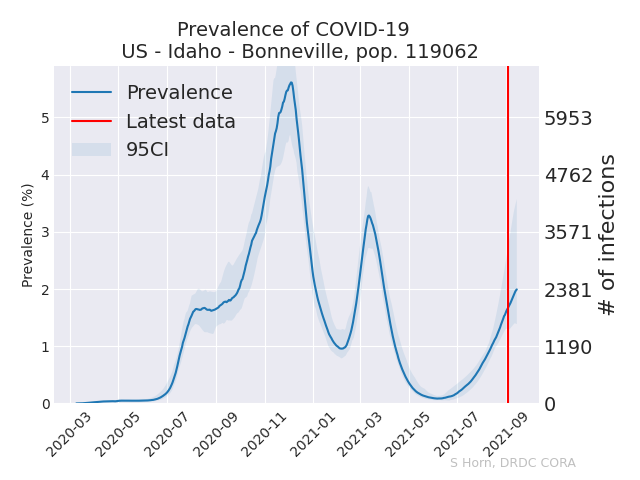 Prevalence of COVID-19
US - Idaho - Bonneville, pop. 119062
Prevalence
Latest data
95CI
Prevalence (%)
5
4
3
2
1
0
5953
4762
3571
2381
1190
0
# of infections
2020-03
2020-05
2020-07
2020-09
2020-11
2021-01
2021-03
2021-05
2021-07
2021-09
S Horn, DRDC CORA